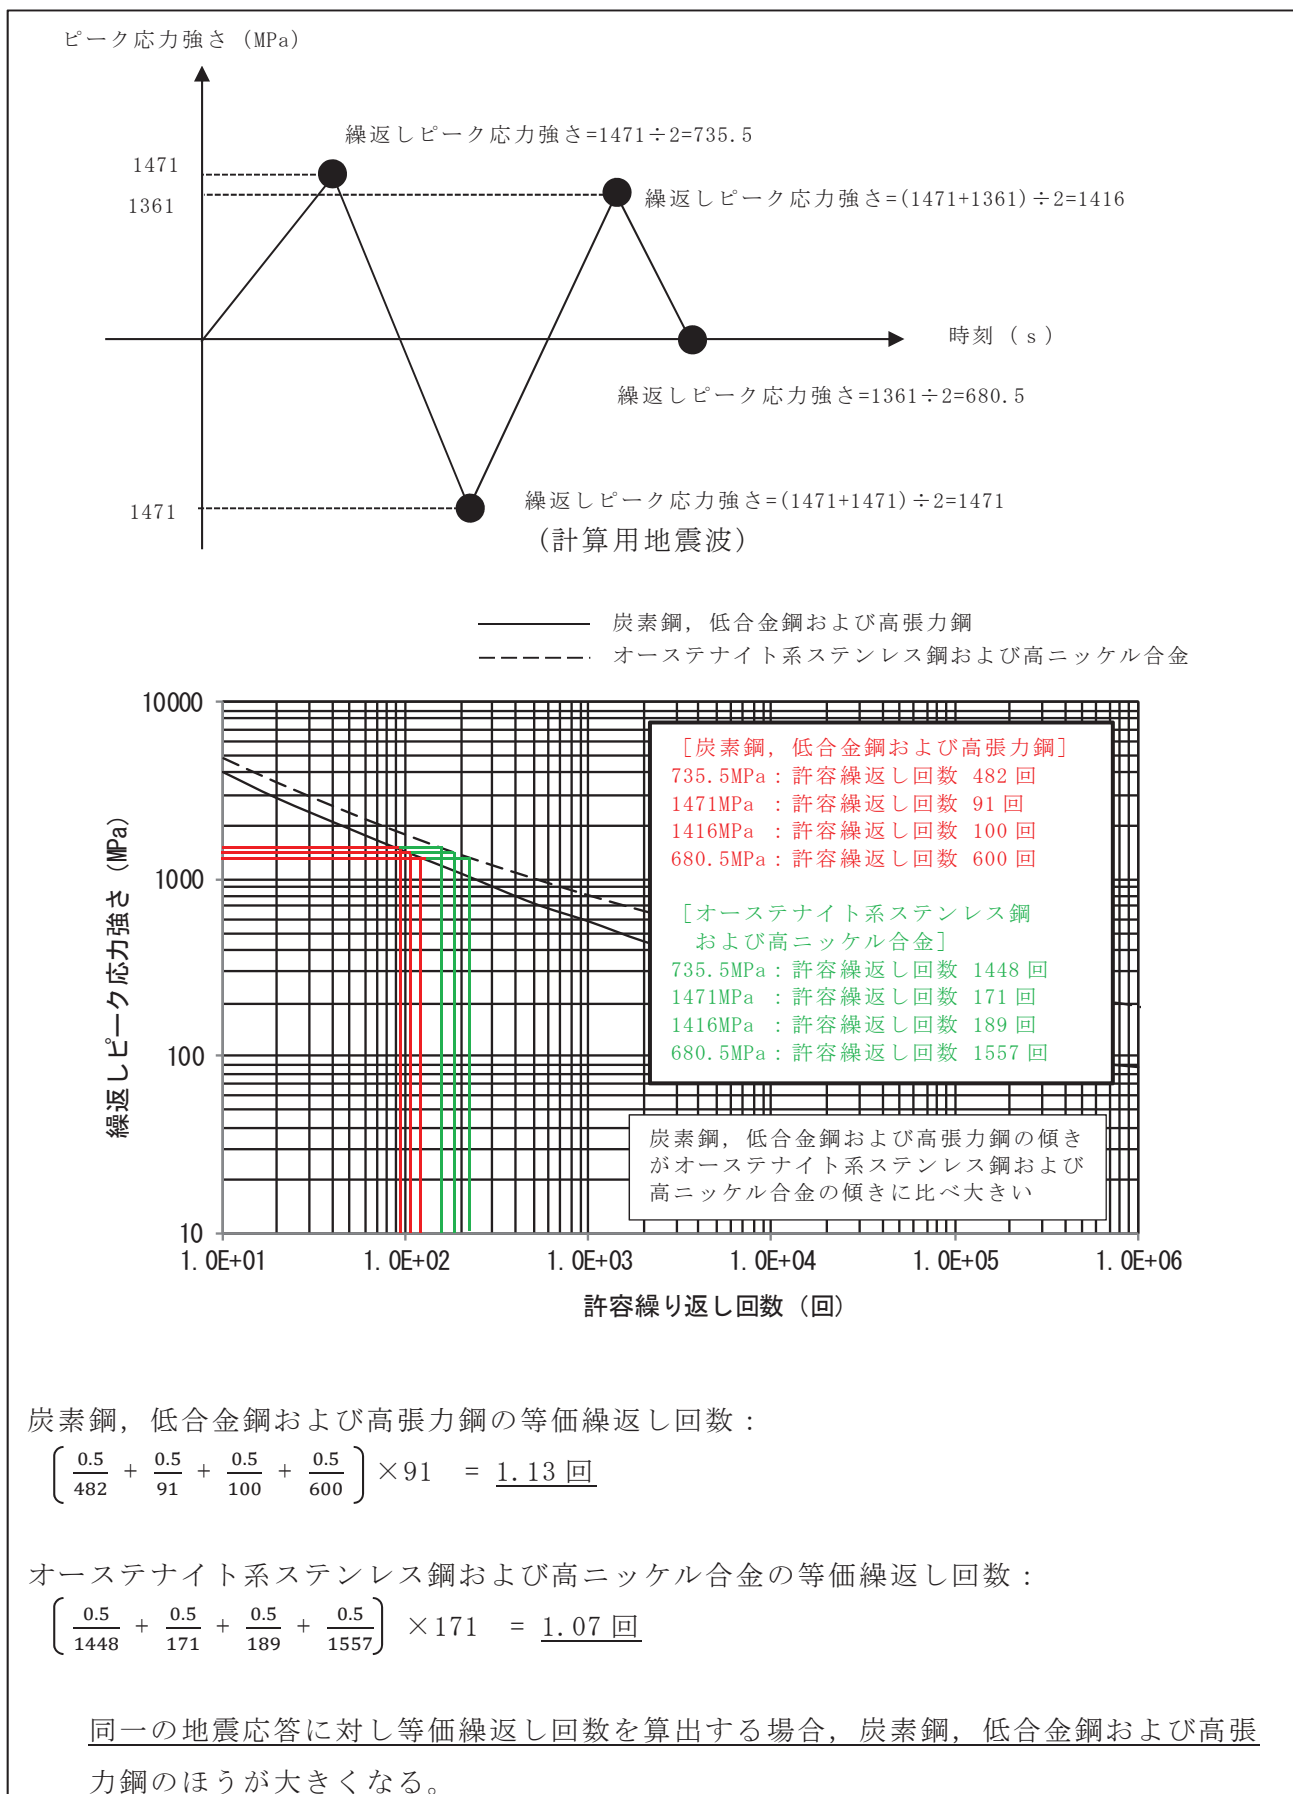 ピーク応力強さ (MPa)
繰返しピーク応力強さ=1471÷2=735.5
1471
1361
繰返しピーク応力強さ=(1471+1361)÷2=1416
時刻(s)
繰返しピーク応力強さ=1361÷2=680.5
1471
繰返しピーク応力強さ=(1471+1471)÷2=1471
(計算用地震波)
炭素鋼，低合金鋼および高張力鋼
オーステナイト系ステンレス鋼および高ニッケル合金
繰返しピーク応力強さ (MPa)
10000
1000
100
10
[炭素鋼，低合金鋼および高張力鋼]
735.5MPa：許容繰返し回数 482 回
1471MPa ：許容繰返し回数 91 回
1416MPa ：許容繰返し回数 100 回
680.5MPa：許容繰返し回数 600 回
[オーステナイト系ステンレス鋼
および高ニッケル合金]
735.5MPa：許容繰返し回数 1448 回
1471MPa ：許容繰返し回数 171 回
1416MPa ：許容繰返し回数 189 回
680.5MPa：許容繰返し回数 1557 回
炭素鋼，低合金鋼および高張力鋼の傾き
がオーステナイト系ステンレス鋼および
高ニッケル合金の傾きに比べ大きい
1.0E+01 1.0E+02 1.0E+03 1.0E+04 1.0E+05 1.0E+06
許容繰り返し回数 (回)
炭素鋼，低合金鋼および高張力鋼の等価繰返し回数：
(0.5/482 + 0.5/91 + 0.5/100 + 0.5/600) ×91 = 1.13 回
オーステナイト系ステンレス鋼および高ニッケル合金の等価繰返し回数：
(0.5/1448 + 0.5/171 + 0.5/189 + 0.5/1557) ×171 = 1.07 回
同一の地震応答に対し等価繰返し回数を算出する場合，炭素鋼，低合金鋼および高張
力鋼のほうが大きくなる。